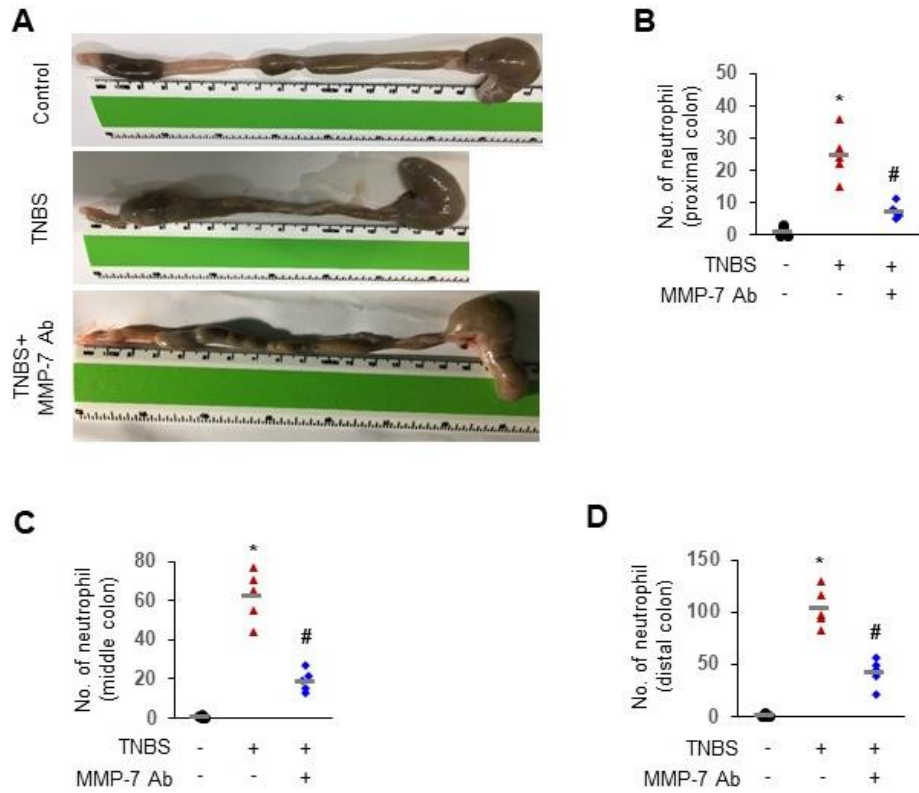 A
Control
TNBS
TNBS+
MMP-7 Ab
B
No. of neutrophil
(proximal colon)
50
40
30
20
10
0
*
#
TNBS - + +
MMP-7 Ab - - +
C
No. of neutrophil
(middle colon)
80
60
40
20
0
*
#
TNBS - + +
MMP-7 Ab - - +
D
No. of neutrophil
(distal colon)
150
100
50
0
*
#
TNBS - + +
MMP-7 Ab - - +